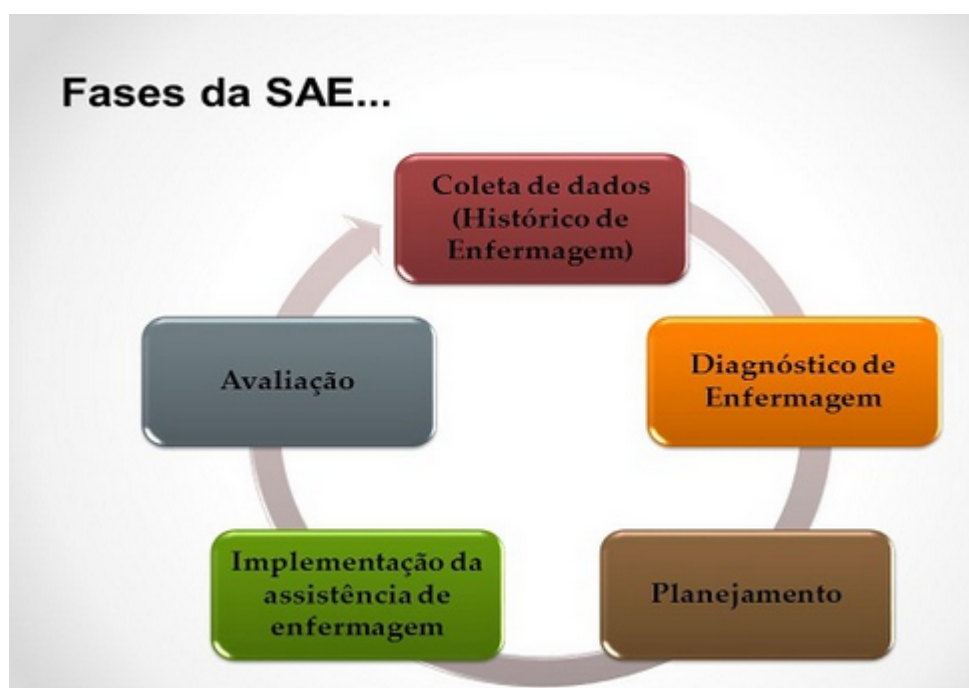 Fases da SAE...
Coleta de dados
(Histórico de
Enfermagem)
Diagnóstico de
Enfermagem
Planejamento
Implementação da
assistência de
enfermagem
Avaliação